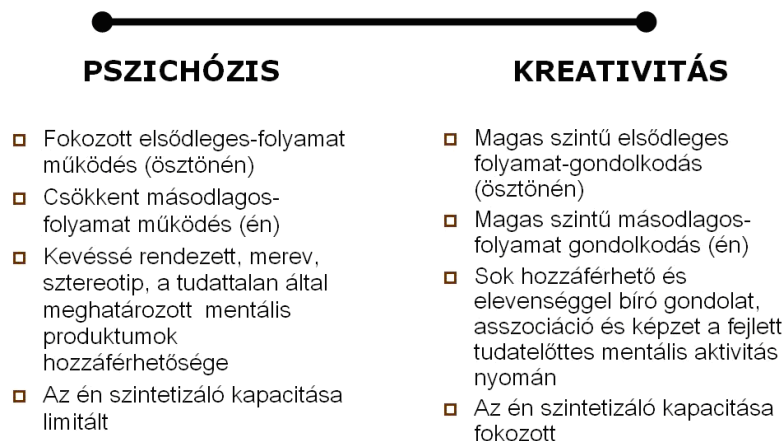 PSZICHÓZIS
Fokozott elsődleges-folyamat
működés (ösztönén)
Csökkent másodlagos-
folyamat működés (én)
Kevéssé rendezett, merev,
sztereotip, a tudattalan által
meghatározott mentális
produktumok
hozzáférhetősége
Az én szintetizáló kapacitása
limitált
KREATIVITÁS
Magas szintű elsődleges
folyamat-gondolkodás
(ösztönén)
Magas szintű másodlagos-
folyamat gondolkodás (én)
Sok hozzáférhető és
elevenséggel bíró gondolat,
asszociáció és képzet a fejlett
tudatelőttes mentális aktivitás
nyomán
Az én szintetizáló kapacitása
fokozott